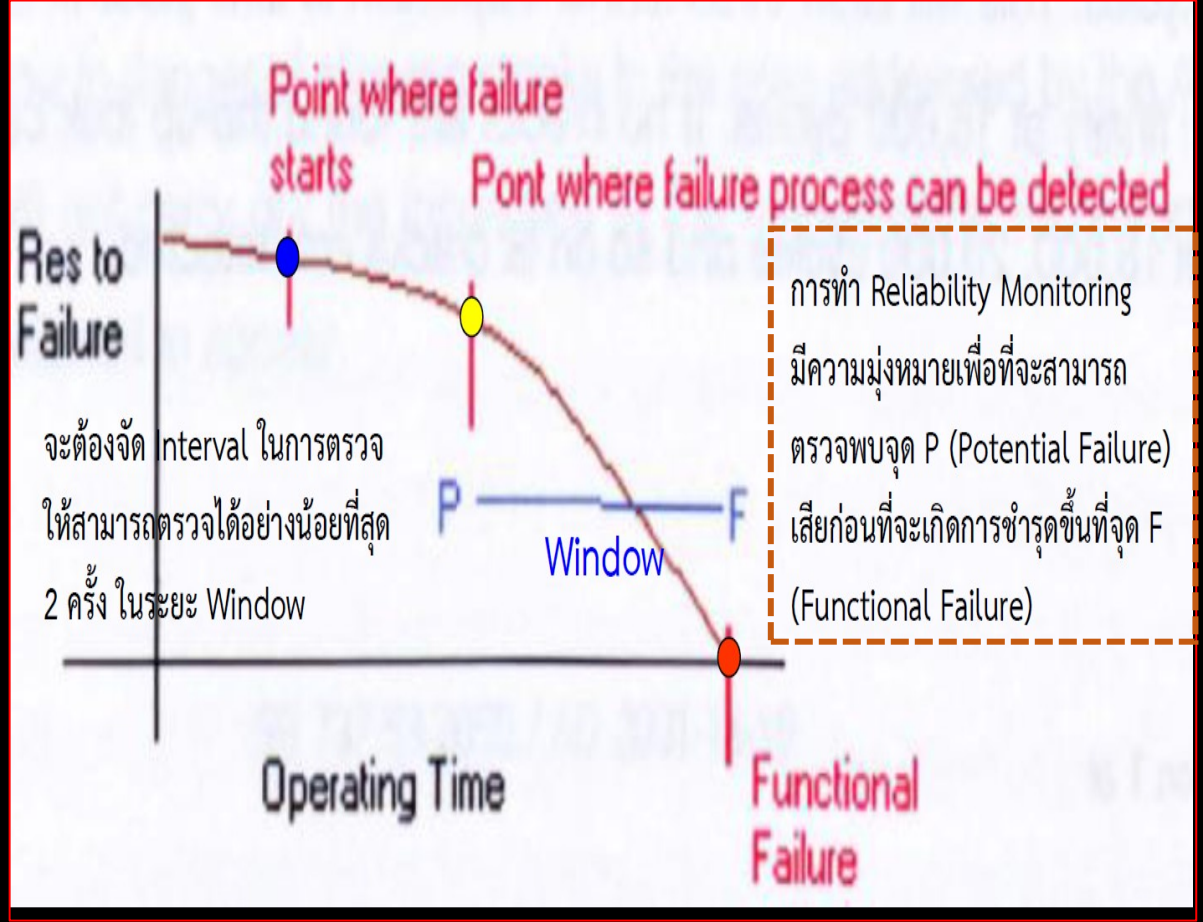 Point where failure
starts
Pont where failure process can be detected
Res to
Failure
การทำ Reliability Monitoring
มีความมุ่งหมายเพื่อที่จะสามารถ
ตรวจพบจุด P (Potential Failure)
เสียก่อนที่จะเกิดการชำรุดขึ้นที่จุด F
(Functional Failure)
จะต้องจัด Interval ในการตรวจ
ให้สามารถตรวจได้อย่างน้อยที่สุด
2 ครั้ง ในระยะ Window
P
F
Window
Operating Time
Functional
Failure